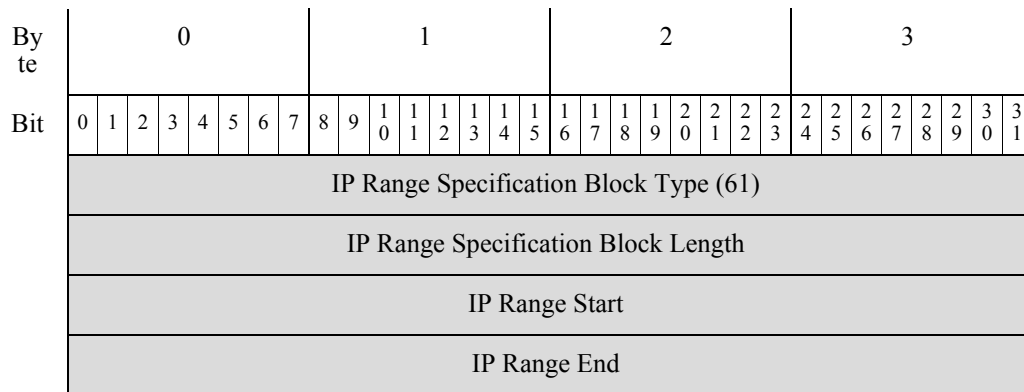 Byte 0 1 2 3
Bit 0 1 2 3 4 5 6 7 8 9 10 11 12 13 14 15 16 17 18 19 20 21 22 23 24 25 26 27 28 29 30 31
IP Range Specification Block Type (61)
IP Range Specification Block Length
IP Range Start
IP Range End